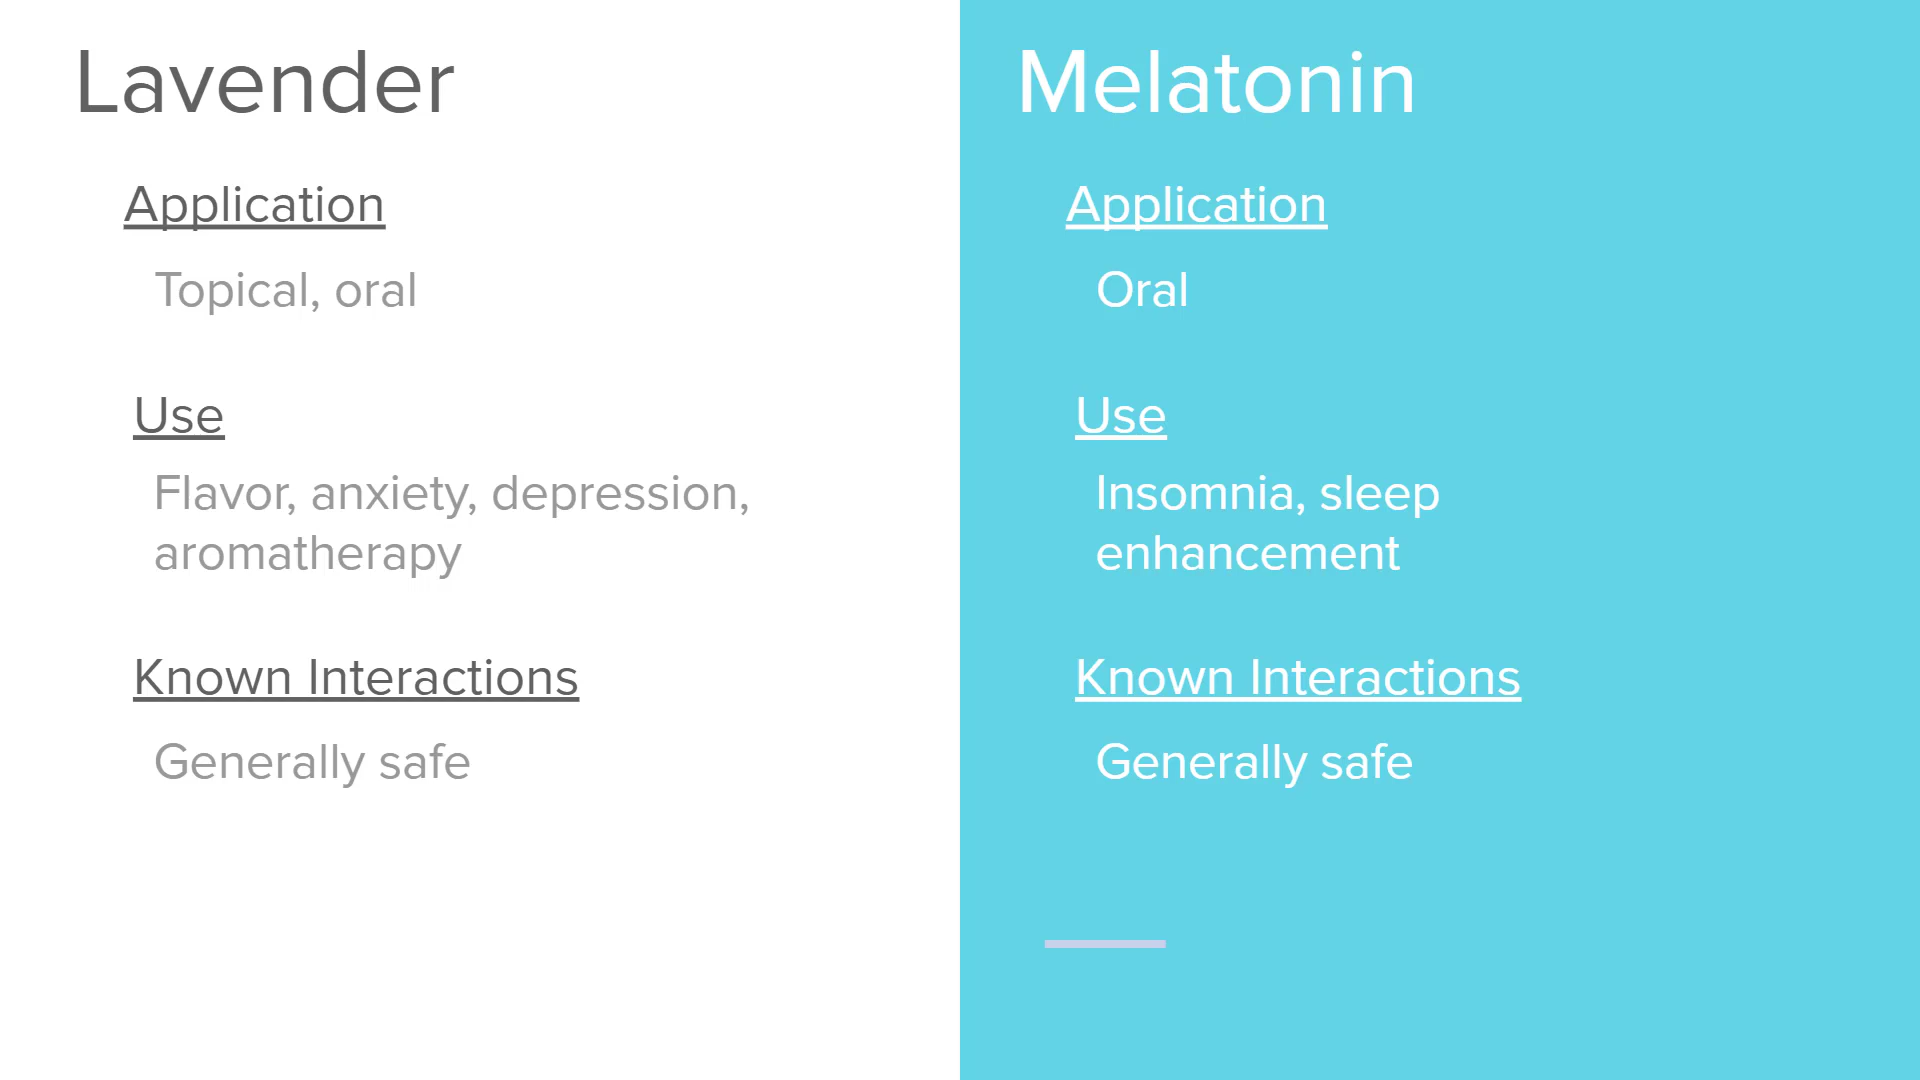 Lavender
Application
Topical, oral
Use
Flavor, anxiety, depression,
aromatherapy
Known Interactions
Generally safe
Melatonin
Application
Oral
Use
Insomnia, sleep
enhancement
Known Interactions
Generally safe